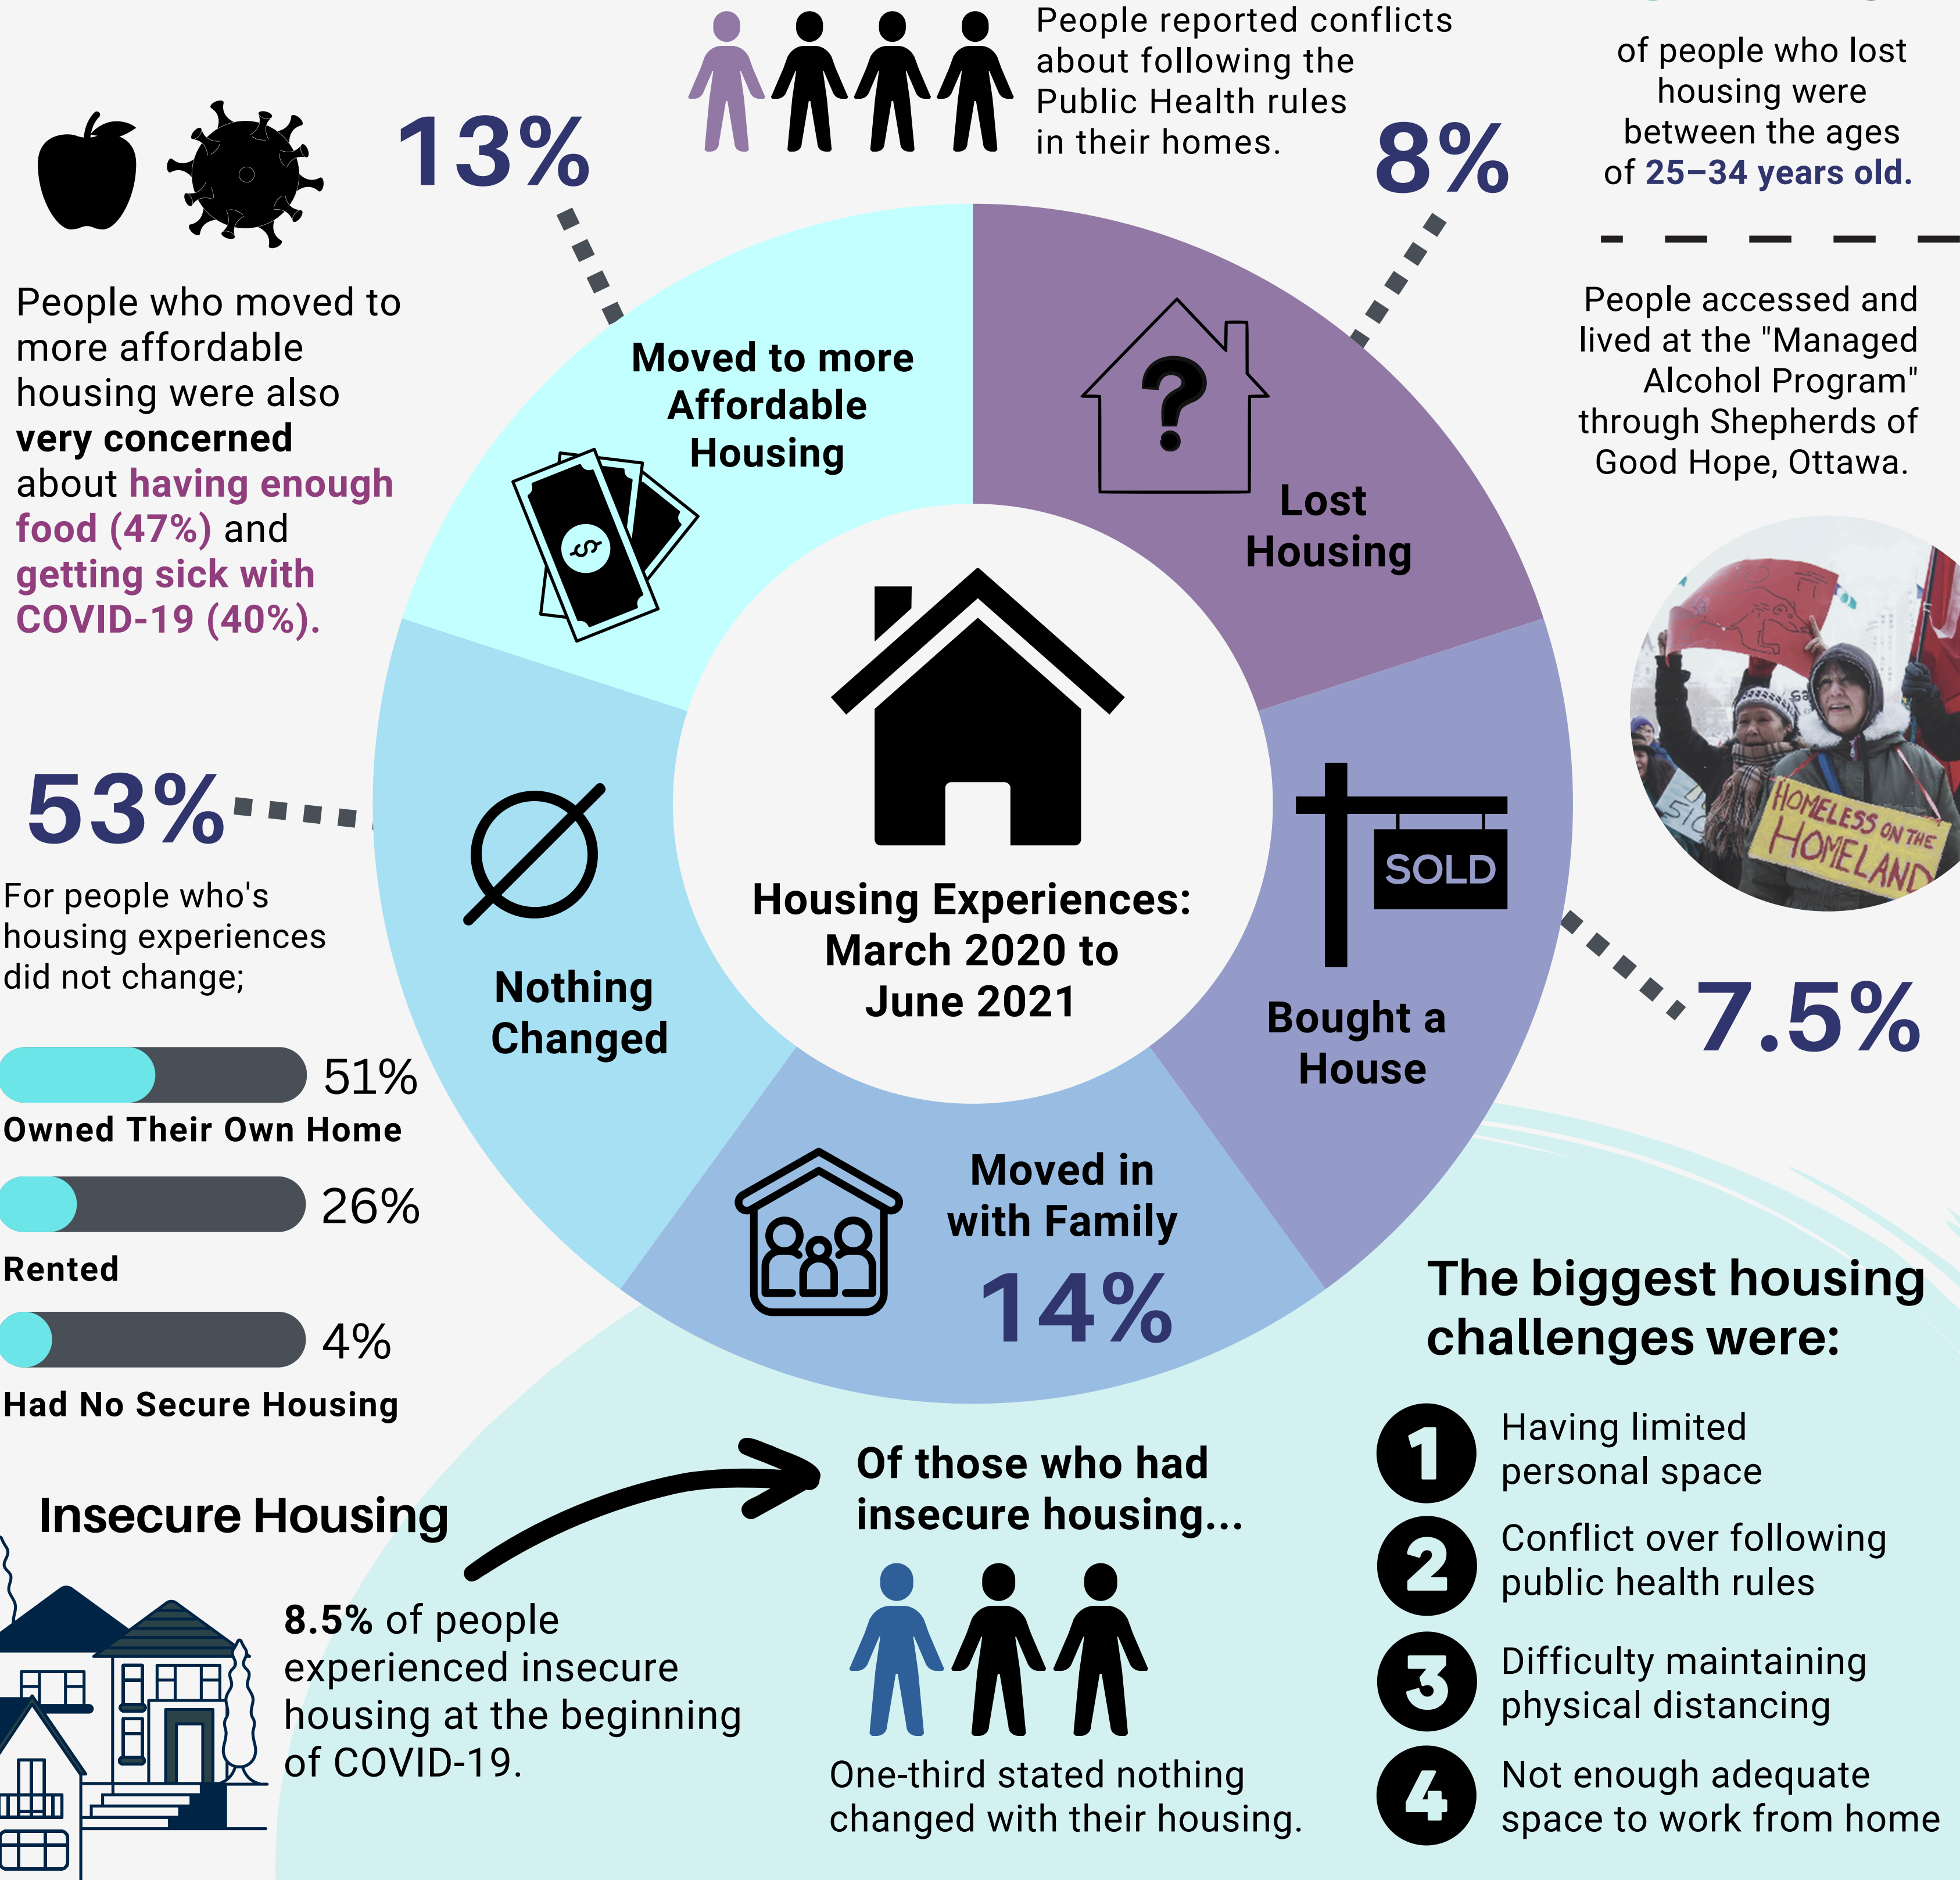 People reported conflicts
about following the
Public Health rules
in their homes.
of people who lost
housing were
between the ages
of 25–34 years old.
13%
8%
People who moved to
more affordable
housing were also
very concerned
about having enough
food (47%) and
getting sick with
COVID-19 (40%).
Moved to more
Affordable
Housing
?
Lost
Housing
People accessed and
lived at the "Managed
Alcohol Program"
through Shepherds of
Good Hope, Ottawa.
$
HOMELESS ON THE
HOMELAND
53%
For people who's
housing experiences
did not change;
51%
Owned Their Own Home
26%
Rented
4%
Had No Secure Housing
Nothing
Changed
Housing Experiences:
March 2020 to
June 2021
SOLD
Bought a
House
7.5%
Moved in
with Family
14%
Insecure Housing
8.5% of people
experienced insecure
housing at the beginning
of COVID-19.
Of those who had
insecure housing...
One-third stated nothing
changed with their housing.
The biggest housing
challenges were:
1 Having limited
personal space
2 Conflict over following
public health rules
3 Difficulty maintaining
physical distancing
4 Not enough adequate
space to work from home